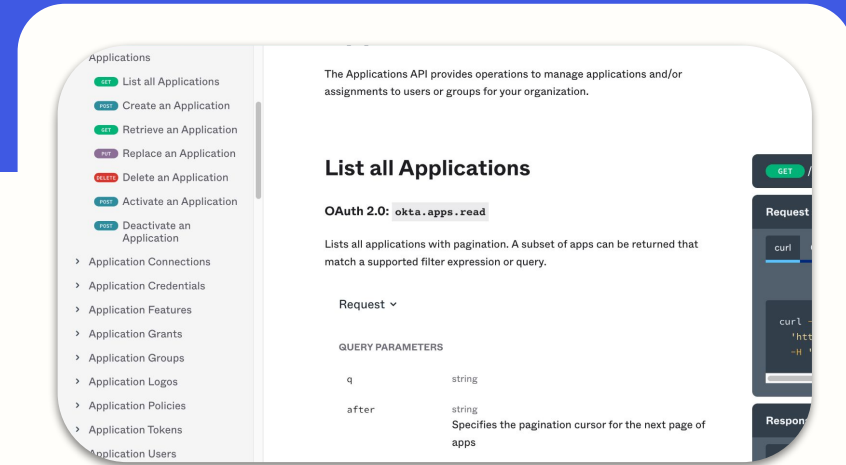 Applications
GET List all Applications
POST Create an Application
GET Retrieve an Application
PUT Replace an Application
DELETE Delete an Application
POST Activate an Application
POST Deactivate an
Application
Application Connections
Application Credentials
Application Features
Application Grants
Application Groups
Application Logos
Application Policies
Application Tokens
Application Users
The Applications API provides operations to manage applications and/or
assignments to users or groups for your organization.
List all Applications
OAuth 2.0: okta.apps.read
Lists all applications with pagination. A subset of apps can be returned that
match a supported filter expression or query.
Request
QUERY PARAMETERS
q string
after string
Specifies the pagination cursor for the next page of
apps
GET /
Request
curl
curl -
'htt
-H '
Respon